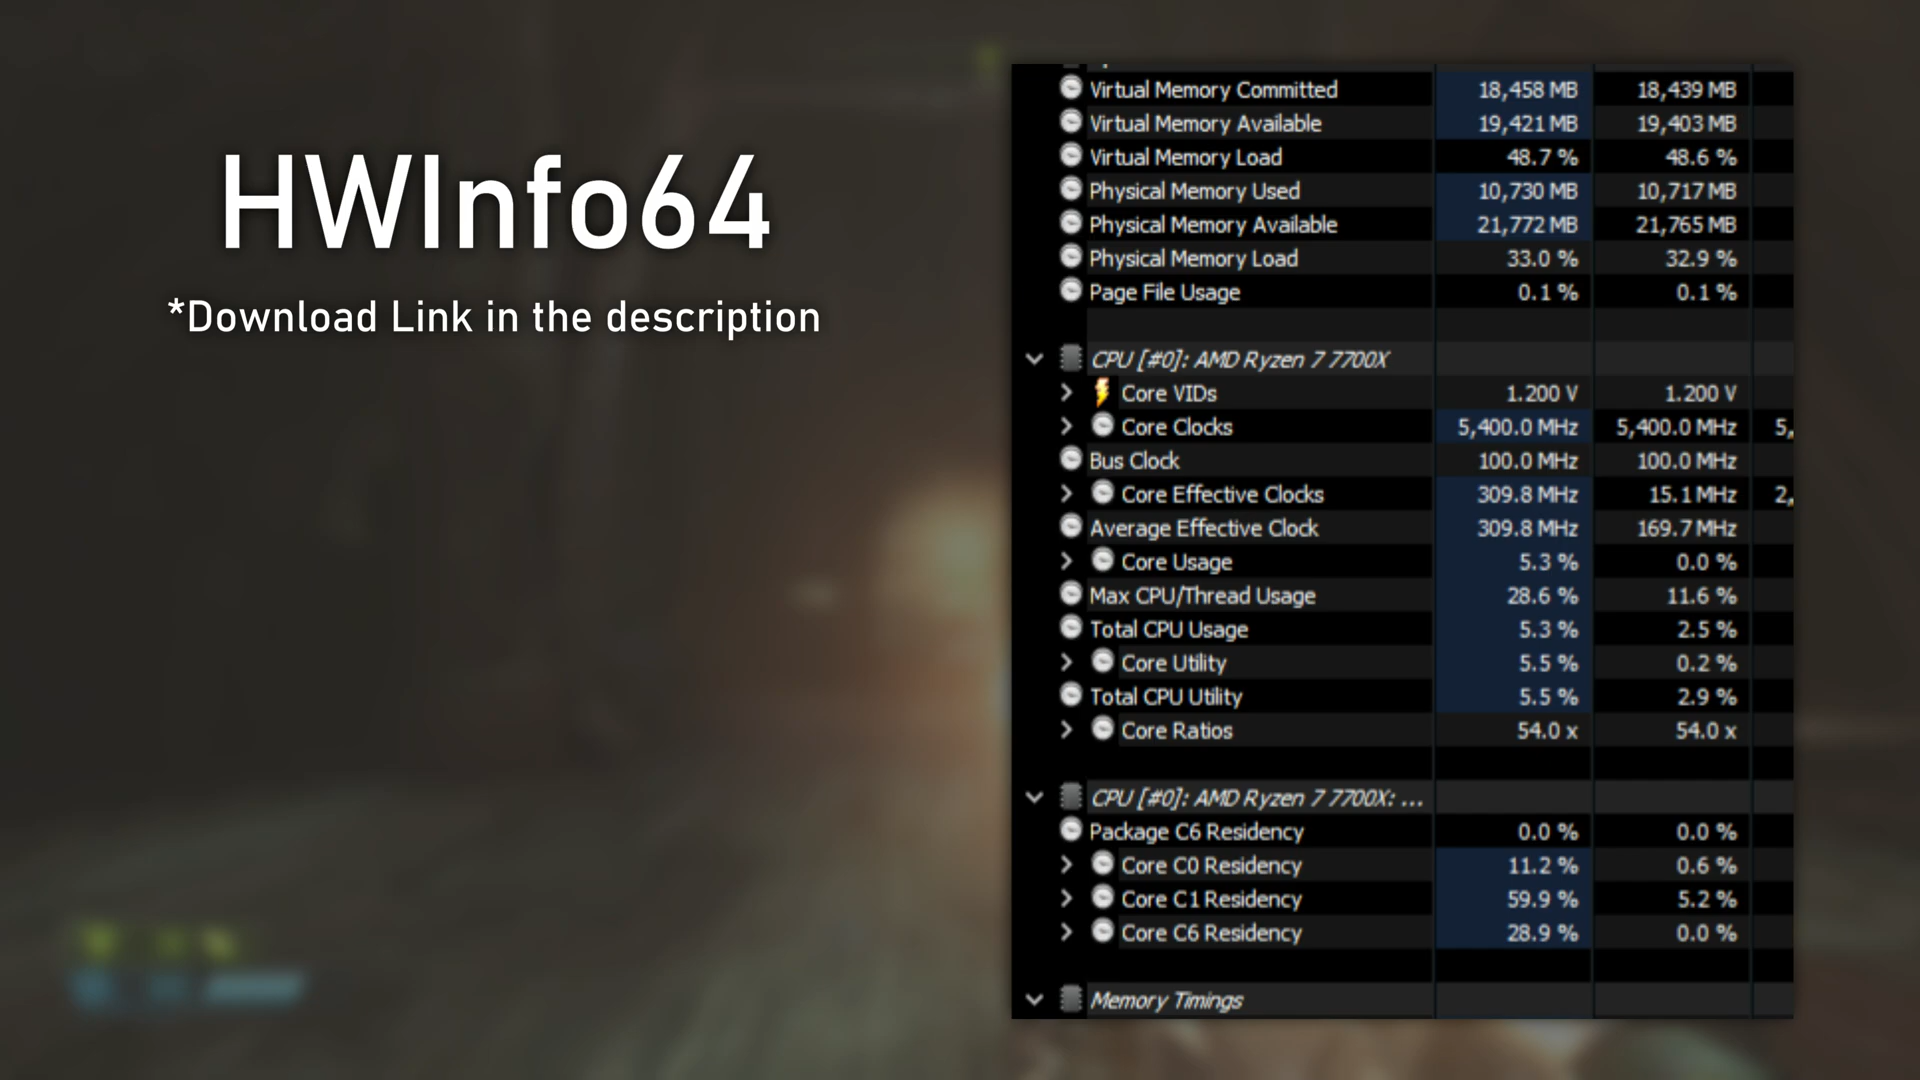 HWInfo64
*Download Link in the description
Virtual Memory Committed 18,458 MB 18,439 MB
Virtual Memory Available 19,421 MB 19,403 MB
Virtual Memory Load 48.7 % 48.6 %
Physical Memory Used 10,730 MB 10,717 MB
Physical Memory Available 21,772 MB 21,765 MB
Physical Memory Load 33.0 % 32.9 %
Page File Usage 0.1 % 0.1 %
CPU [#0]: AMD Ryzen 7 7700X
Core VIDs 1.200 V 1.200 V
Core Clocks 5,400.0 MHz 5,400.0 MHz 5,
Bus Clock 100.0 MHz 100.0 MHz
Core Effective Clocks 309.8 MHz 15.1 MHz 2,
Average Effective Clock 309.8 MHz 169.7 MHz
Core Usage 5.3 % 0.0 %
Max CPU/Thread Usage 28.6 % 11.6 %
Total CPU Usage 5.3 % 2.5 %
Core Utility 5.5 % 0.2 %
Total CPU Utility 5.5 % 2.9 %
Core Ratios 54.0 x 54.0 x
CPU [#0]: AMD Ryzen 7 7700X: ...
Package C6 Residency 0.0 % 0.0 %
Core C0 Residency 11.2 % 0.6 %
Core C1 Residency 59.9 % 5.2 %
Core C6 Residency 28.9 % 0.0 %
Memory Timings